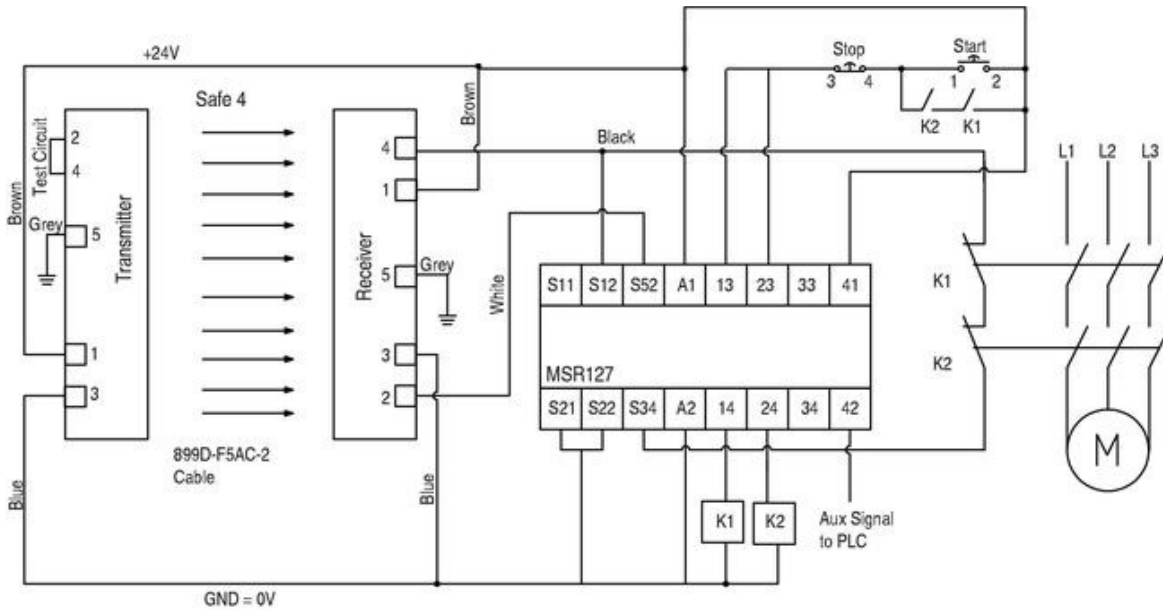 +24V
Stop
Start
3 4
1 2
K2 K1
Safe 4
Brown
Black
Test Circuit
2
4
4
1
L1 L2 L3
Brown
Grey
5
Transmitter
Receiver
5
Grey
White
S11 S12 S52 A1 13 23 33 41
K1
1
3
3
2
MSR127
K2
S21 S22 S34 A2 14 24 34 42
M
899D-F5AC-2
Cable
Blue
Blue
K1
K2
Aux Signal
to PLC
GND = 0V